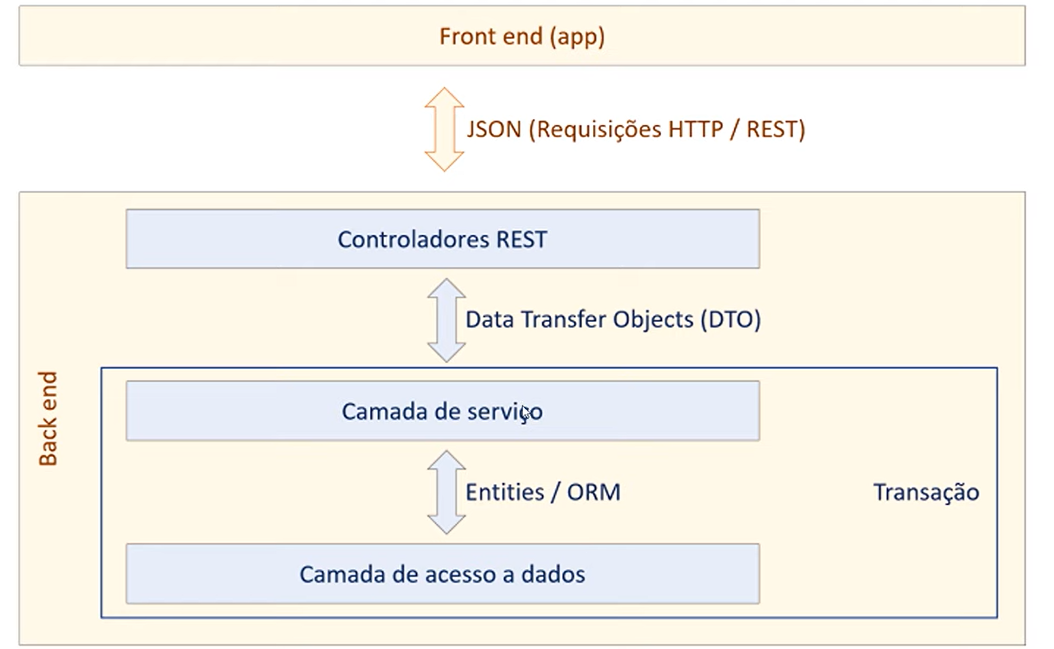 Front end (app)
JSON (Requisições HTTP / REST)
Controladores REST
Data Transfer Objects (DTO)
Back end
Camada de serviço
Entities / ORM
Transação
Camada de acesso a dados